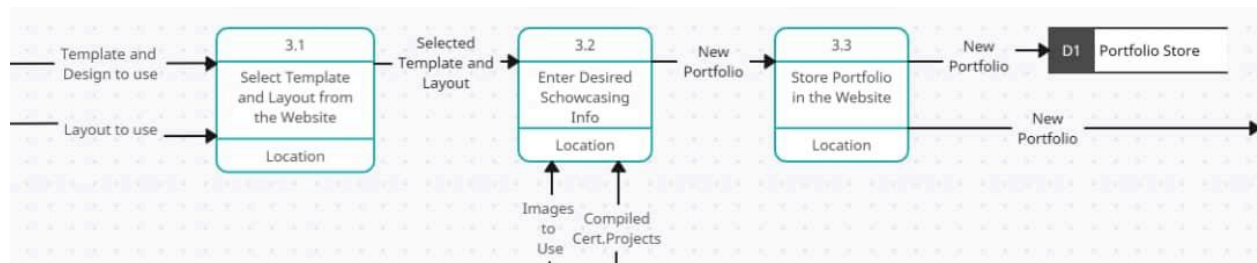 Template and
Design to use
Layout to use
3.1
Select Template
and Layout from
the Website
Location
Selected
Template and
Layout
3.2
Enter Desired
Schowcasing
Info
Location
Images
to
Use
Compiled
Cert.Projects
New
Portfolio
3.3
Store Portfolio
in the Website
Location
New
Portfolio
D1 Portfolio Store
New
Portfolio